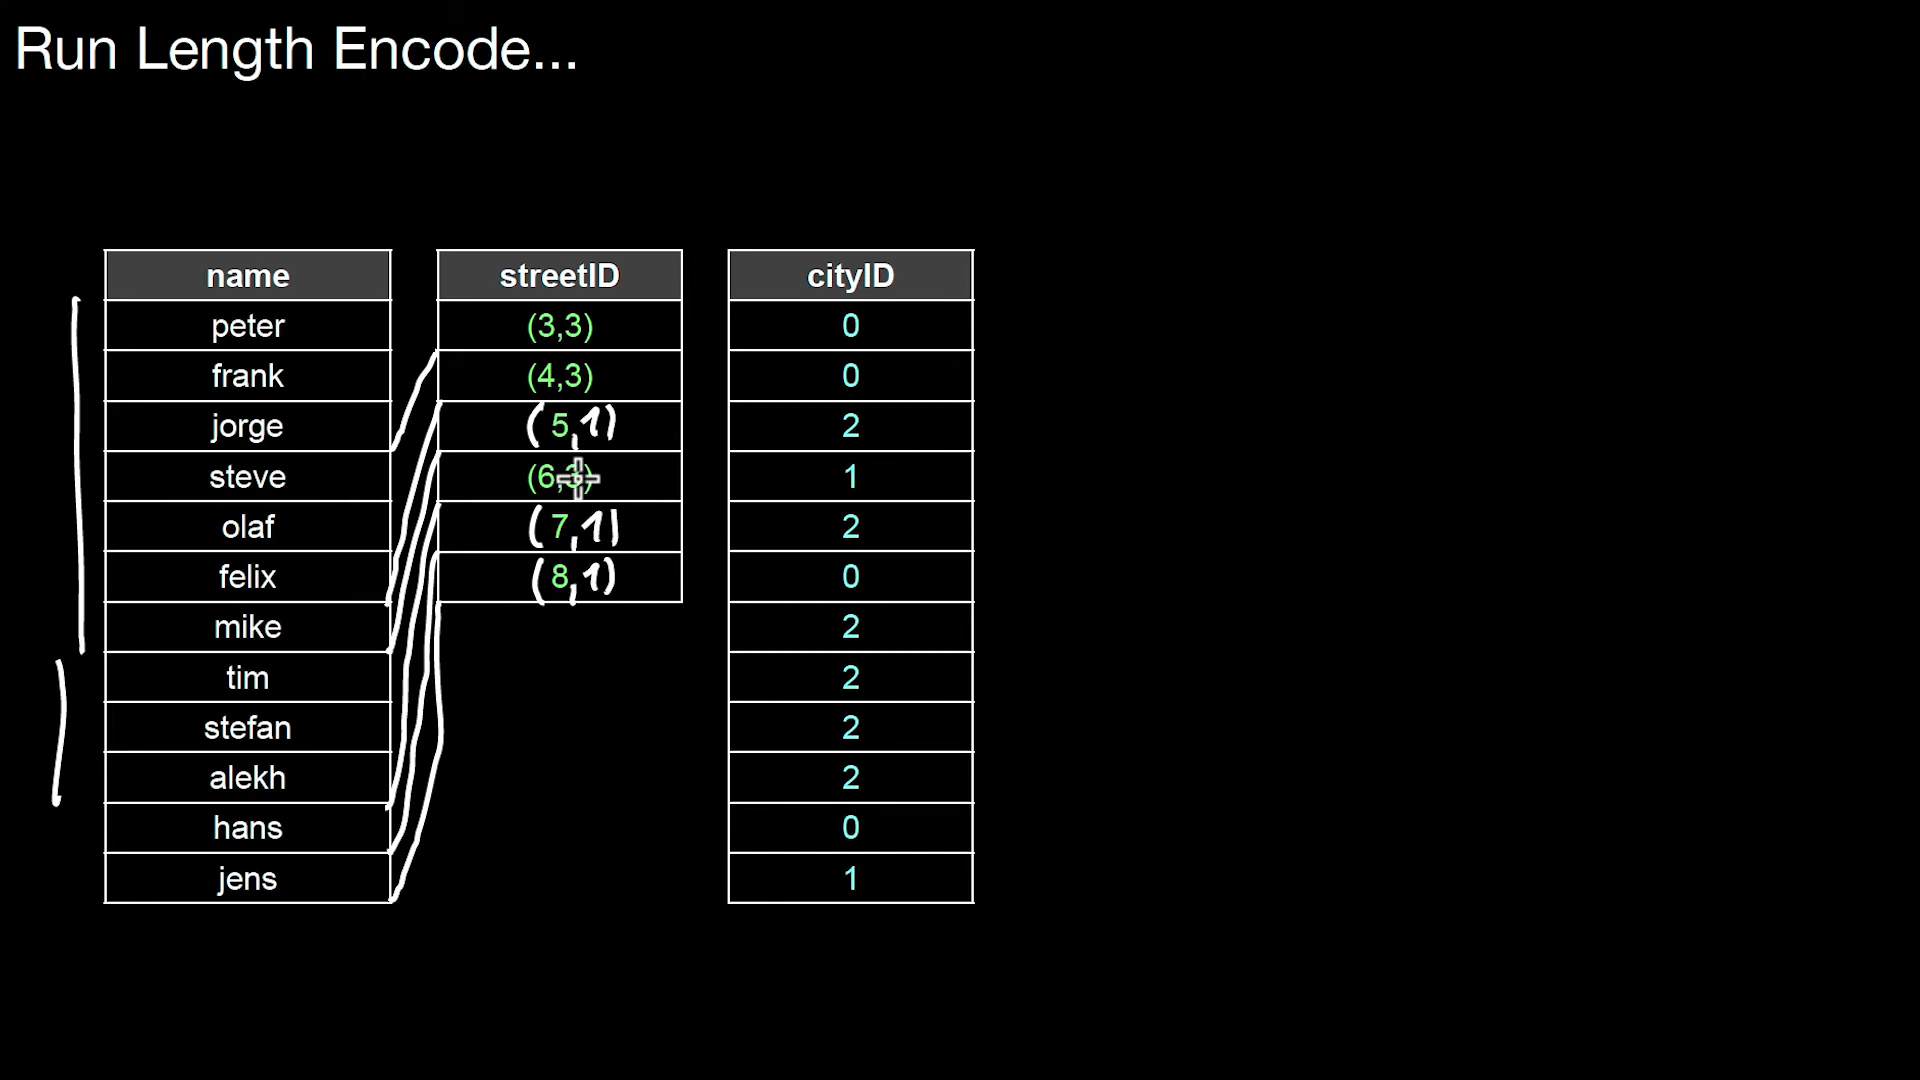 Run Length Encode...
name streetID cityID
peter (3,3) 0
frank (4,3) 0
jorge (5,1) 2
steve (6,3) 1
olaf (7,1) 2
felix (8,1) 0
mike 2
tim 2
stefan 2
alekh 2
hans 0
jens 1